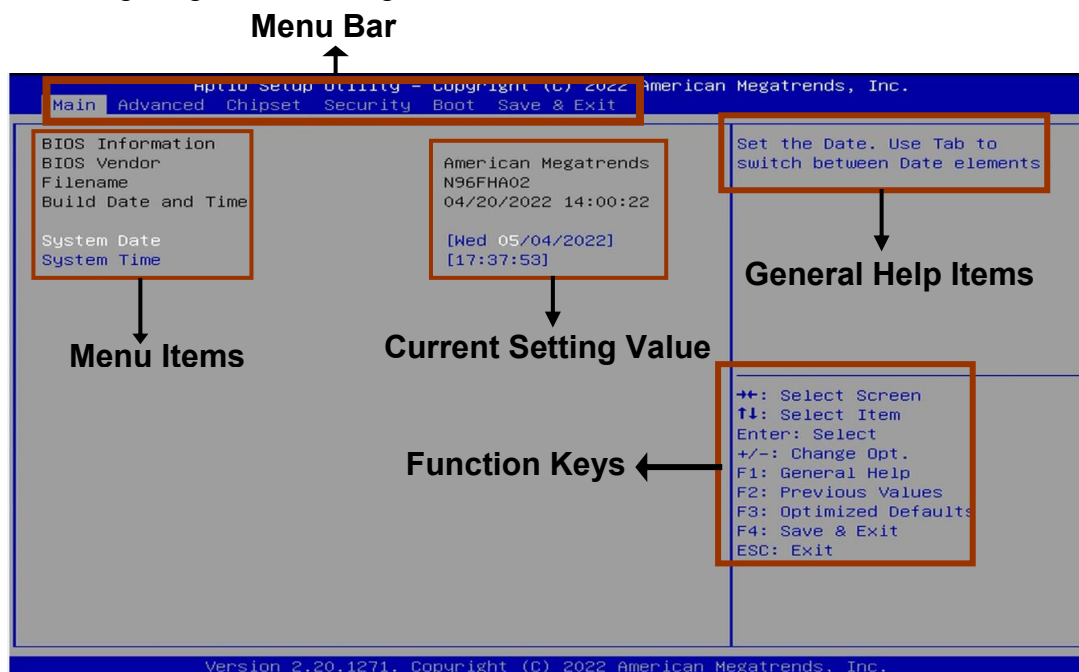 Menu Bar
Aptio Setup Utility – Copyright (C) 2022 American Megatrends, Inc.
Main Advanced Chipset Security Boot Save & Exit
BIOS Information
BIOS Vendor American Megatrends
Filename N96FHA02
Build Date and Time 04/20/2022 14:00:22
System Date [Wed 05/04/2022]
System Time [17:37:53]
Set the Date. Use Tab to
switch between Date elements
General Help Items
Menu Items
Current Setting Value
→←: Select Screen
↑↓: Select Item
Enter: Select
+/-: Change Opt.
F1: General Help
F2: Previous Values
F3: Optimized Defaults
F4: Save & Exit
ESC: Exit
Function Keys
Version 2.20.1271. Copyright (C) 2022 American Megatrends, Inc.